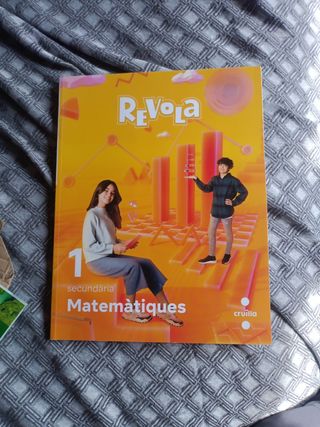 REVOLA
1
secundària
Matemàtiques
cruïlla